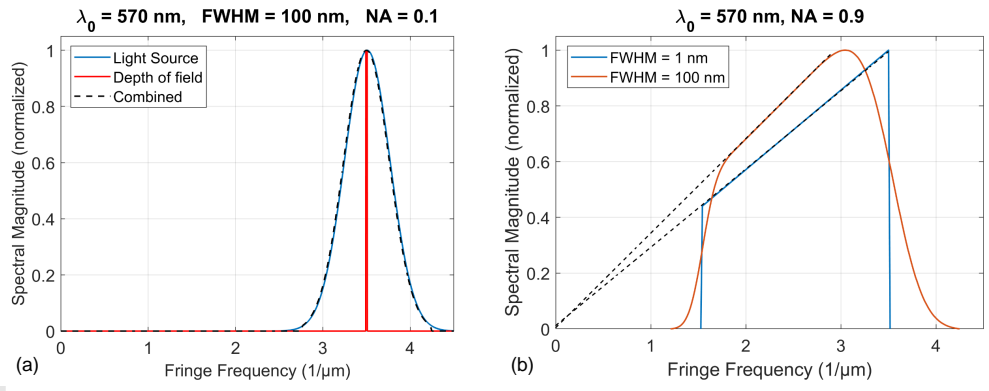 λ0 = 570 nm, FWHM = 100 nm, NA = 0.1
Spectral Magnitude (normalized)
1
0.8
0.6
0.4
0.2
0
Light Source
Depth of field
Combined
0 1 2 3 4
Fringe Frequency (1/μm)
(a)
λ0 = 570 nm, NA = 0.9
Spectral Magnitude (normalized)
1
0.8
0.6
0.4
0.2
0
FWHM = 1 nm
FWHM = 100 nm
0 1 2 3 4
Fringe Frequency (1/μm)
(b)